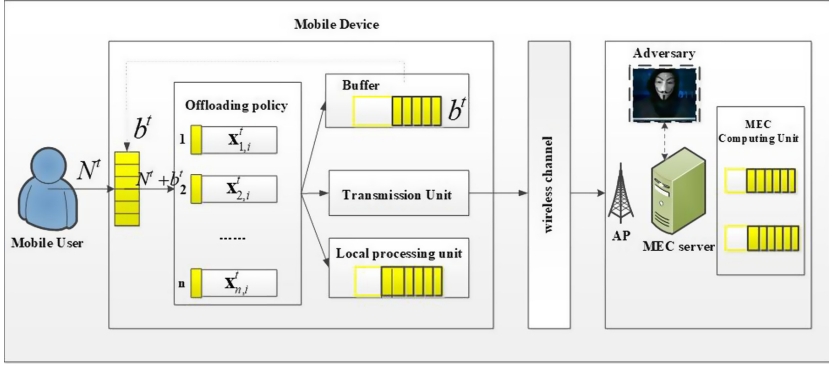 Mobile Device
Adversary
Buffer
b^t
b^t
Offloading policy
MEC
Computing Unit
1 X^t_{1,i}
N^t
N^t + b^t
2 X^t_{2,i}
Transmission Unit
wireless channel
Mobile User
AP
MEC server
......
Local processing unit
n X^t_{n,i}